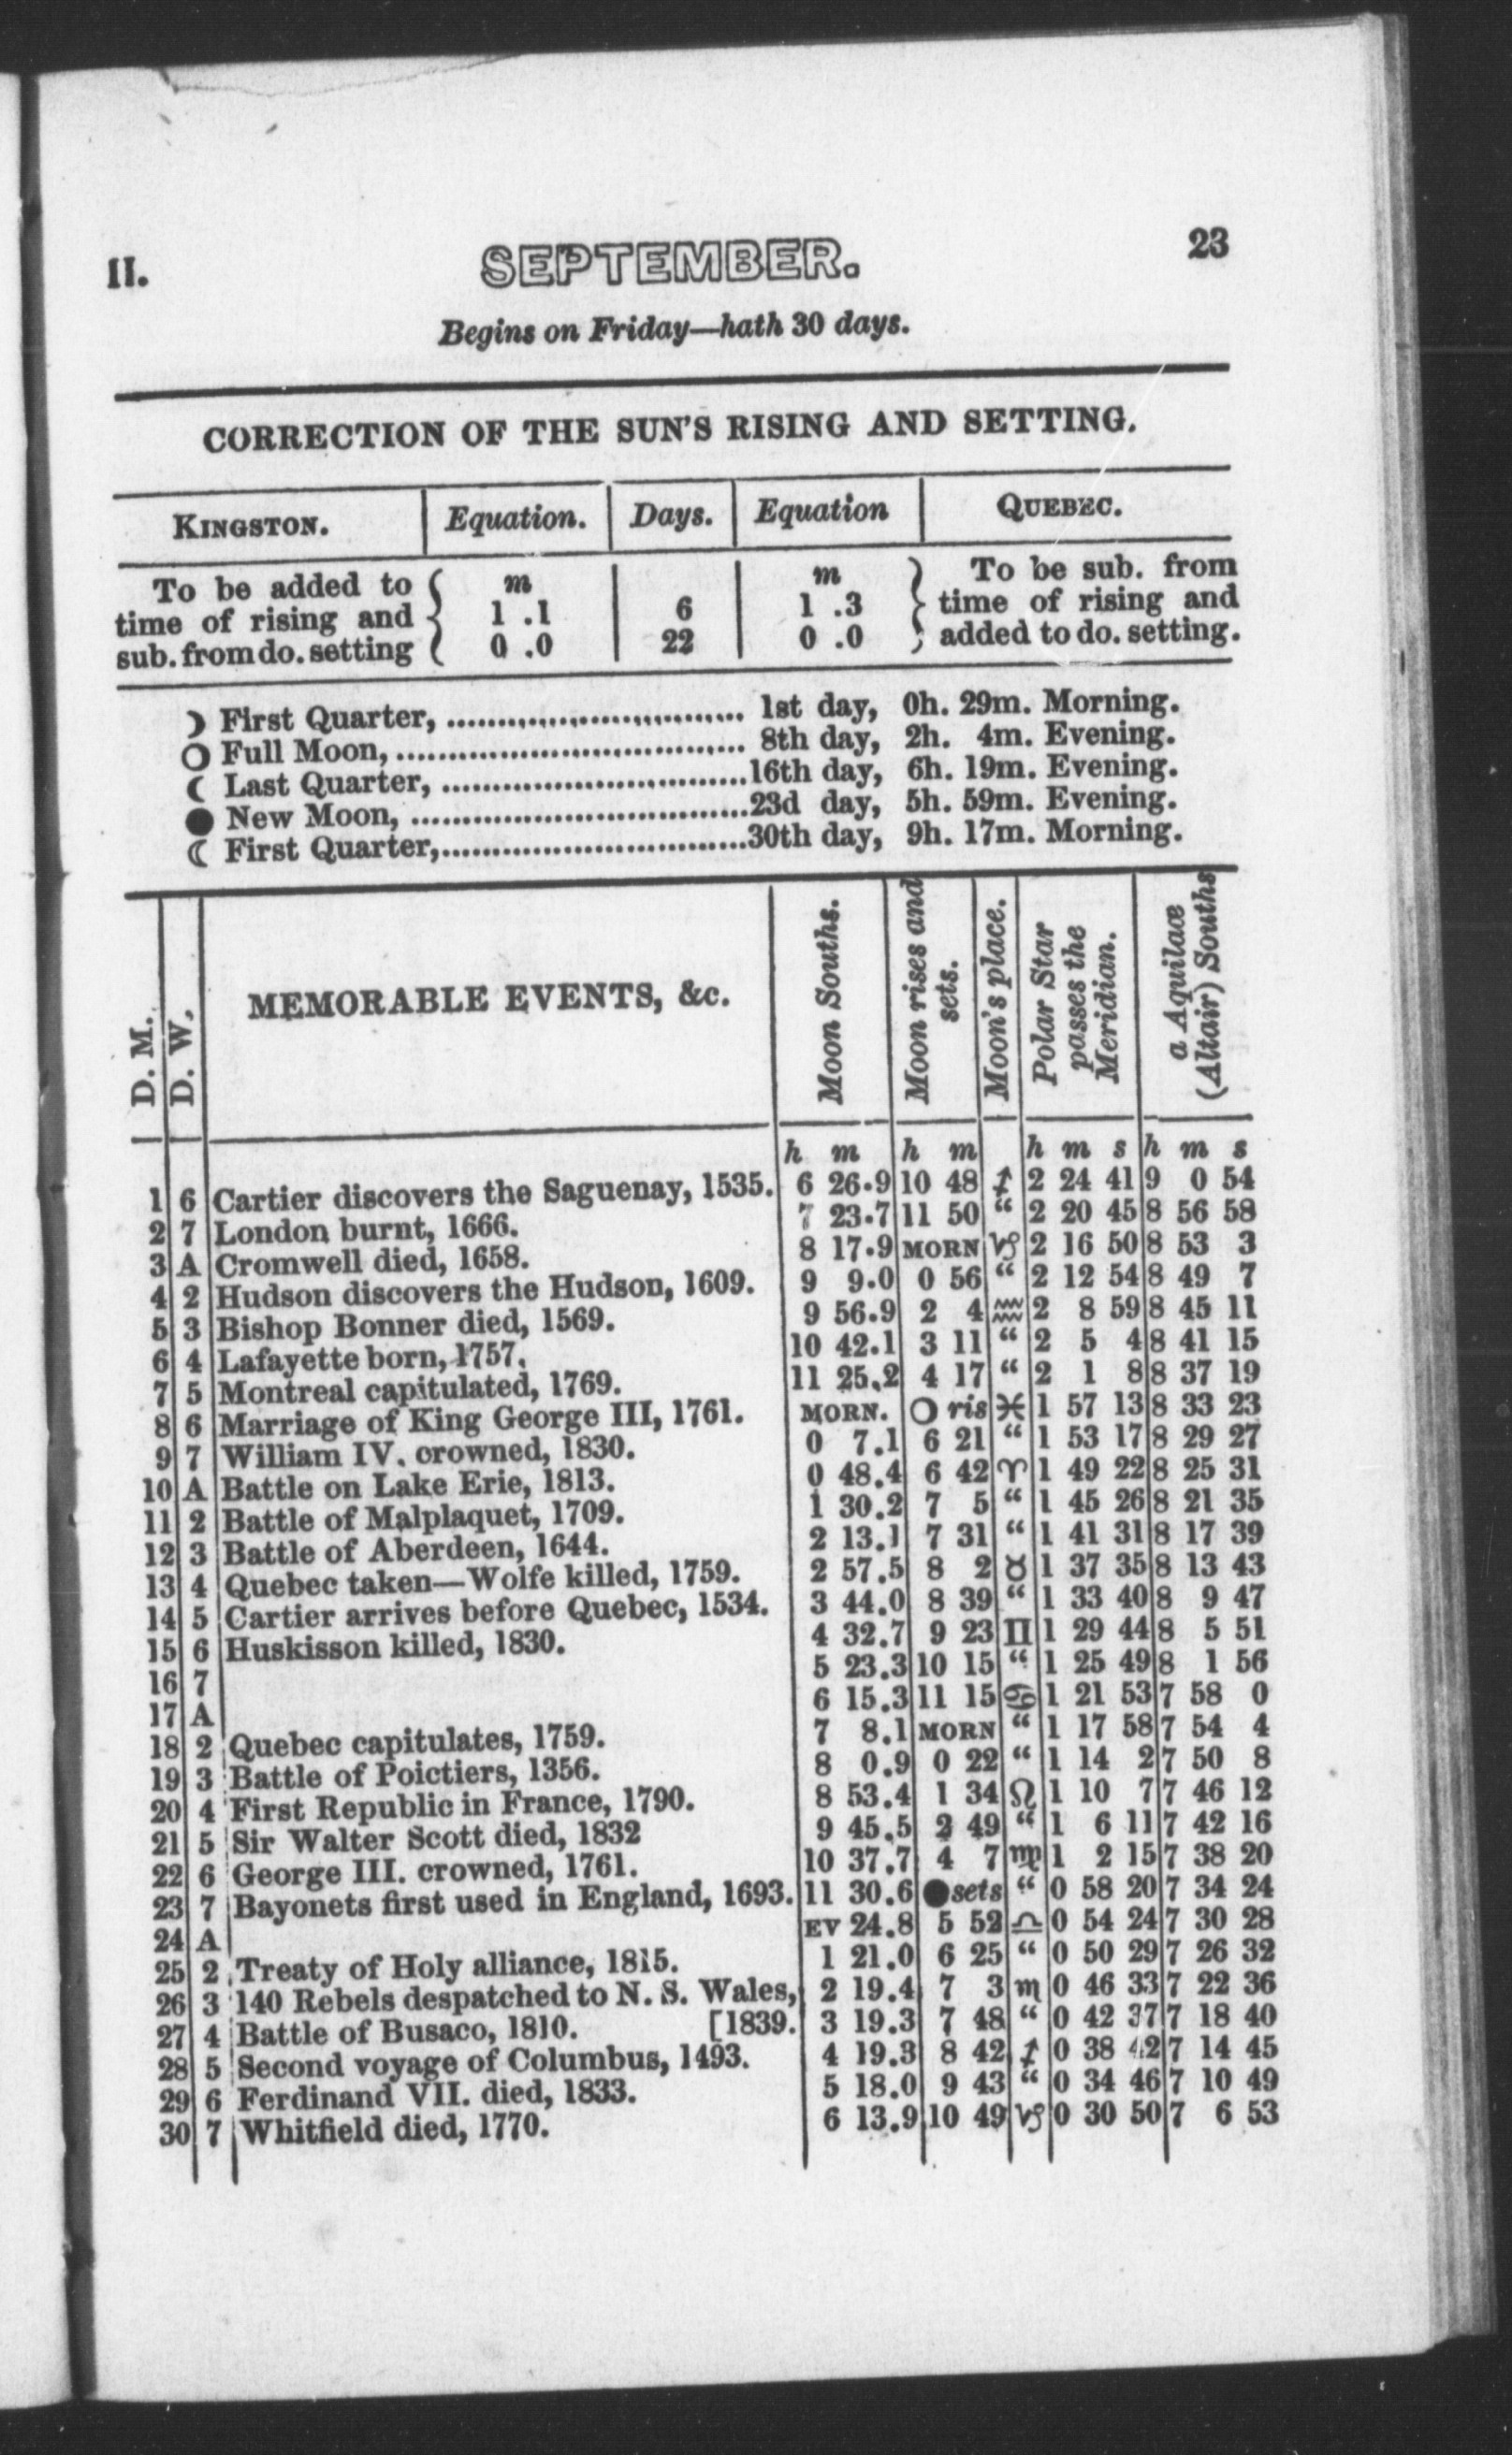 II.
SEPTEMBER.
23
Begins on Friday—hath 30 days.
CORRECTION OF THE SUN'S RISING AND SETTING.
KINGSTON. Equation. Days. Equation QUEBEC.
To be added to { m m } To be sub. from
time of rising and { 1 .1 6 1 .3 } time of rising and
sub. from do. setting { 0 .0 22 0 .0 } added to do. setting.
☽ First Quarter, .............................. 1st day, 0h. 29m. Morning.
○ Full Moon, .................................. 8th day, 2h. 4m. Evening.
☾ Last Quarter, ..............................16th day, 6h. 19m. Evening.
● New Moon, .................................23d day, 5h. 59m. Evening.
☾ First Quarter,..............................30th day, 9h. 17m. Morning.
D. M. D. W. MEMORABLE EVENTS, &c. Moon Souths. Moon rises and sets. Moon's place. Polar Star passes the Meridian. a Aquilæ (Altair) Souths
h m h m h m s h m s
1 6 Cartier discovers the Saguenay, 1535. 6 26.9 10 48 ♐ 2 24 41 9 0 54
2 7 London burnt, 1666. 7 23.7 11 50 “ 2 20 45 8 56 58
3 A Cromwell died, 1658. 8 17.9 MORN ♑ 2 16 50 8 53 3
4 2 Hudson discovers the Hudson, 1609. 9 9.0 0 56 “ 2 12 54 8 49 7
5 3 Bishop Bonner died, 1569. 9 56.9 2 4 ♒ 2 8 59 8 45 11
6 4 Lafayette born, 1757. 10 42.1 3 11 “ 2 5 4 8 41 15
7 5 Montreal capitulated, 1769. 11 25.2 4 17 “ 2 1 8 8 37 19
8 6 Marriage of King George III, 1761. MORN. ○ ris ♓ 1 57 13 8 33 23
9 7 William IV. crowned, 1830. 0 7.1 6 21 “ 1 53 17 8 29 27
10 A Battle on Lake Erie, 1813. 0 48.4 6 42 ♈ 1 49 22 8 25 31
11 2 Battle of Malplaquet, 1709. 1 30.2 7 5 “ 1 45 26 8 21 35
12 3 Battle of Aberdeen, 1644. 2 13.1 7 31 “ 1 41 31 8 17 39
13 4 Quebec taken—Wolfe killed, 1759. 2 57.5 8 2 ♉ 1 37 35 8 13 43
14 5 Cartier arrives before Quebec, 1534. 3 44.0 8 39 “ 1 33 40 8 9 47
15 6 Huskisson killed, 1830. 4 32.7 9 23 ♊ 1 29 44 8 5 51
16 7 5 23.3 10 15 “ 1 25 49 8 1 56
17 A 6 15.3 11 15 ♋ 1 21 53 7 58 0
18 2 Quebec capitulates, 1759. 7 8.1 MORN “ 1 17 58 7 54 4
19 3 Battle of Poictiers, 1356. 8 0.9 0 22 “ 1 14 2 7 50 8
20 4 First Republic in France, 1790. 8 53.4 1 34 ♌ 1 10 7 7 46 12
21 5 Sir Walter Scott died, 1832 9 45.5 2 49 “ 1 6 11 7 42 16
22 6 George III. crowned, 1761. 10 37.7 4 7 ♍ 1 2 15 7 38 20
23 7 Bayonets first used in England, 1693. 11 30.6 ● sets “ 0 58 20 7 34 24
24 A EV 24.8 5 52 ♎ 0 54 24 7 30 28
25 2 Treaty of Holy alliance, 1815. 1 21.0 6 25 “ 0 50 29 7 26 32
26 3 140 Rebels despatched to N. S. Wales, 2 19.4 7 3 ♏ 0 46 33 7 22 36
27 4 Battle of Busaco, 1810. [1839. 3 19.3 7 48 “ 0 42 37 7 18 40
28 5 Second voyage of Columbus, 1493. 4 19.3 8 42 ♐ 0 38 42 7 14 45
29 6 Ferdinand VII. died, 1833. 5 18.0 9 43 “ 0 34 46 7 10 49
30 7 Whitfield died, 1770. 6 13.9 10 49 ♑ 0 30 50 7 6 53